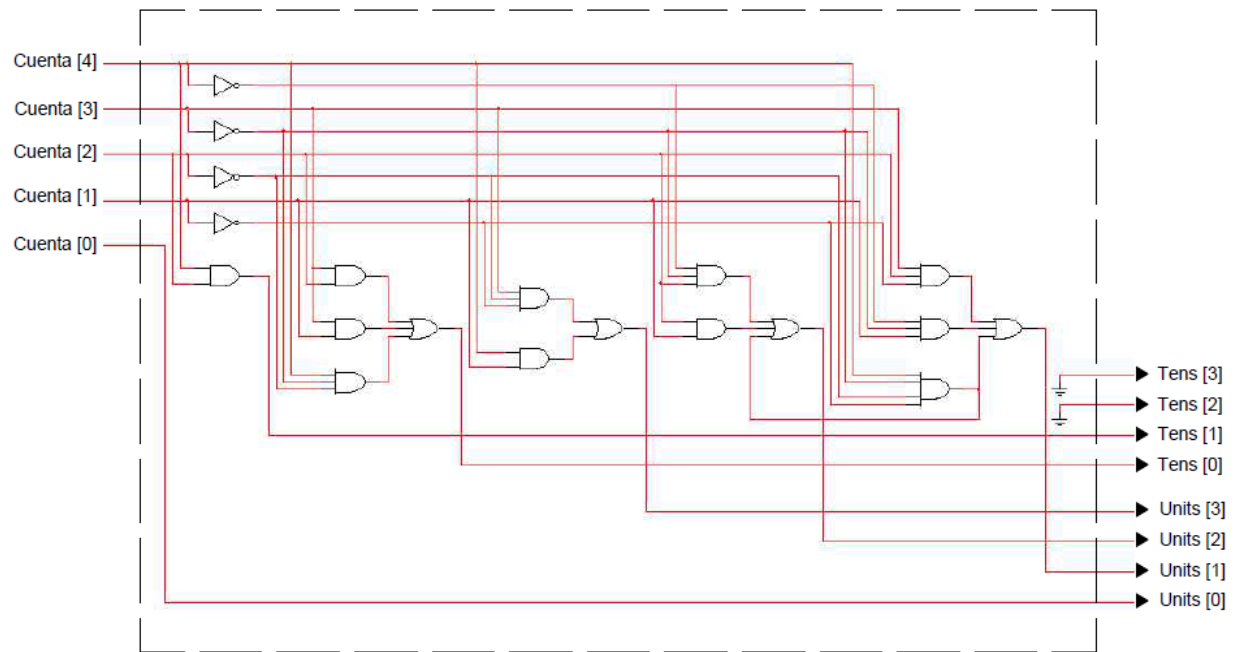 Cuenta [4]
Cuenta [3]
Cuenta [2]
Cuenta [1]
Cuenta [0]
Tens [3]
Tens [2]
Tens [1]
Tens [0]
Units [3]
Units [2]
Units [1]
Units [0]